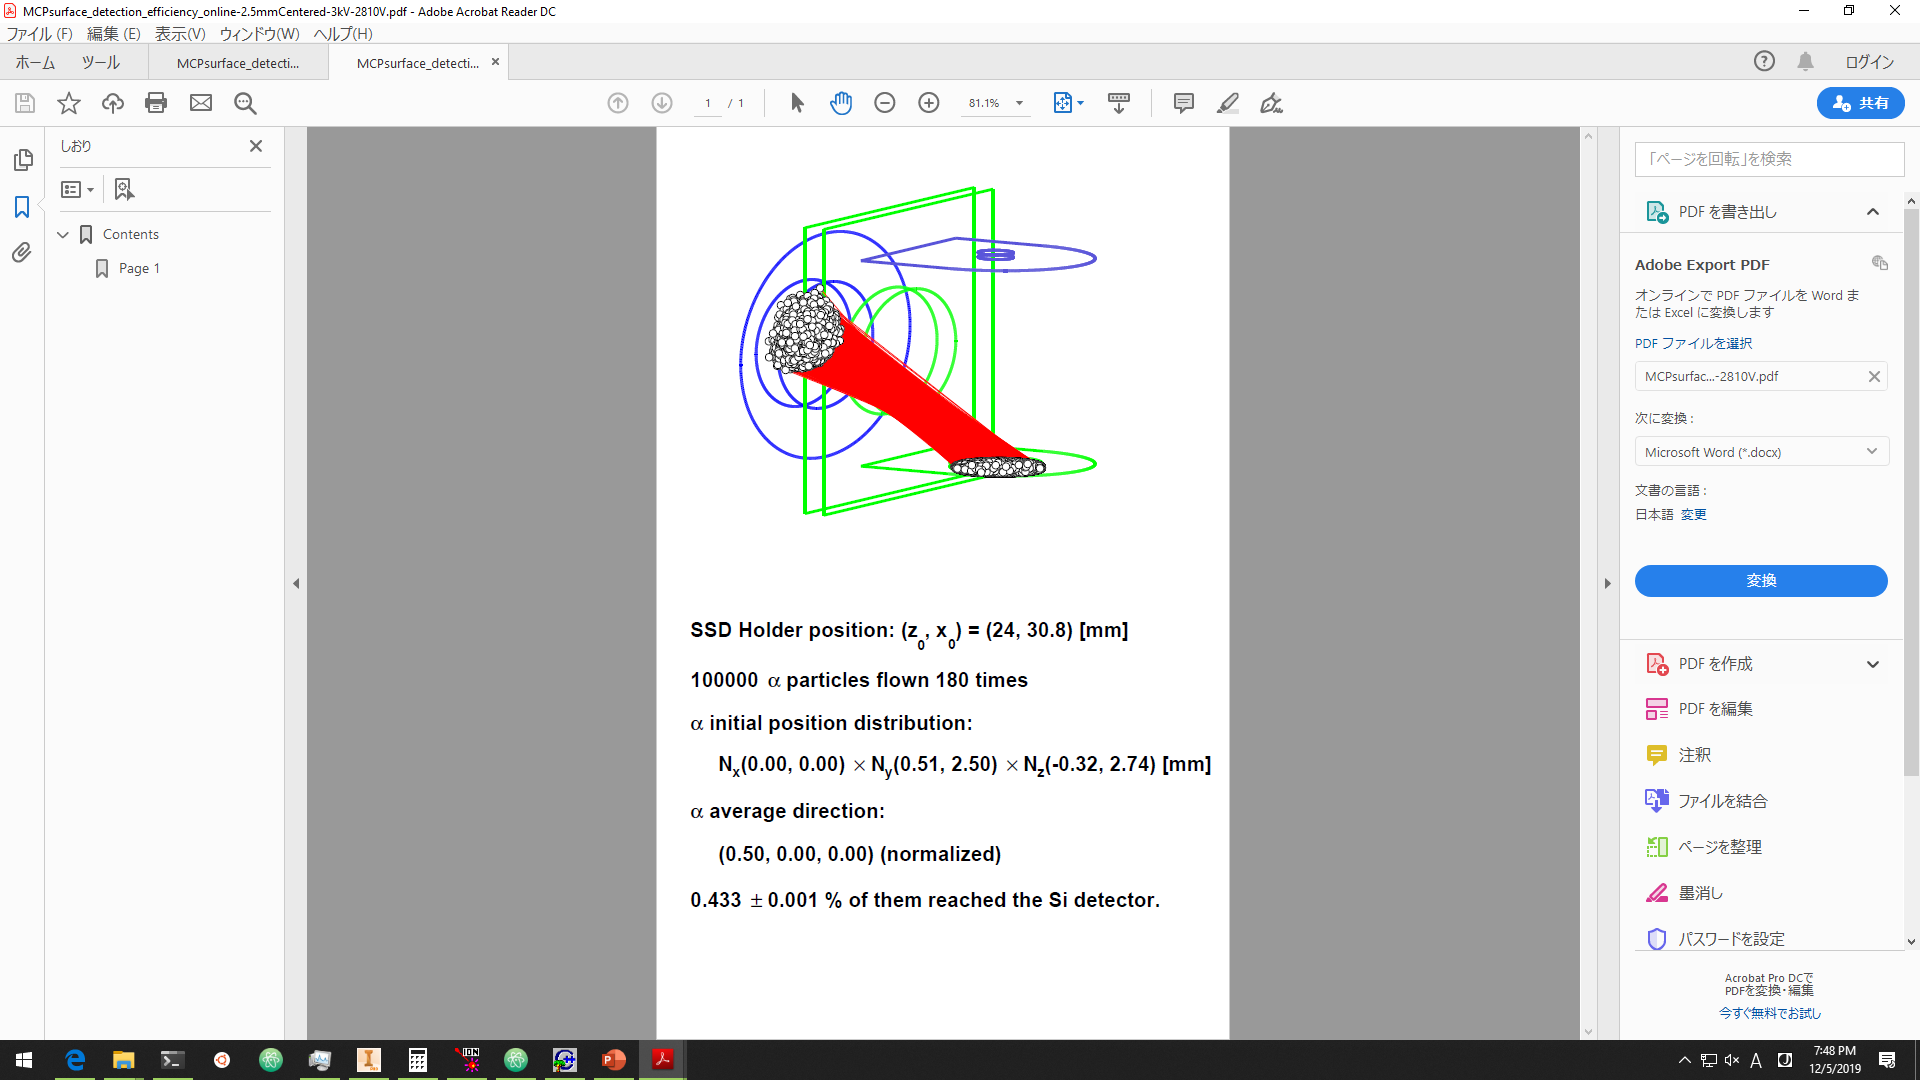 MCPsurface_detection_efficiency_online-2.5mmCentered-3kV-2810V.pdf - Adobe Acrobat Reader DC
ファイル (F) 編集 (E) 表示(V) ウィンドウ(W) ヘルプ(H)
ホーム ツール MCPsurface_detecti... MCPsurface_detecti... ログイン
1 / 1 81.1% 共有
しおり
Contents
Page 1
SSD Holder position: (z0, x0) = (24, 30.8) [mm]
100000 α particles flown 180 times
α initial position distribution:
Nx(0.00, 0.00) × Ny(0.51, 2.50) × Nz(-0.32, 2.74) [mm]
α average direction:
(0.50, 0.00, 0.00) (normalized)
0.433 ± 0.001 % of them reached the Si detector.
「ページを回転」を検索
PDF を書き出し
Adobe Export PDF
オンラインで PDF ファイルを Word ま
たは Excel に変換します
PDF ファイルを選択
MCPsurfac...-2810V.pdf
次に変換 :
Microsoft Word (*.docx)
文書の言語 :
日本語 変更
変換
PDF を作成
PDF を編集
注釈
ファイルを結合
ページを整理
墨消し
パスワードを設定
Acrobat Pro DCで
PDFを変換・編集
今すぐ無料でお試し
ION
A
7:48 PM
12/5/2019